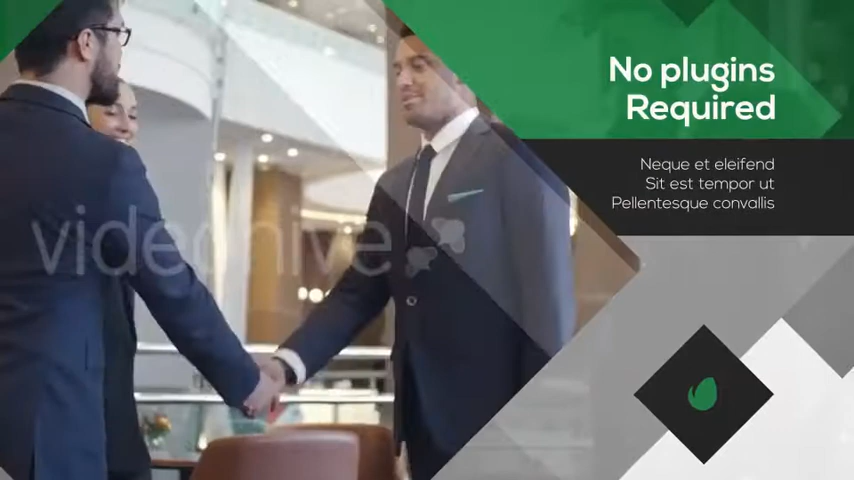 No plugins
Required
Neque et eleifend
Sit est tempor ut
Pellentesque convallis
videohive